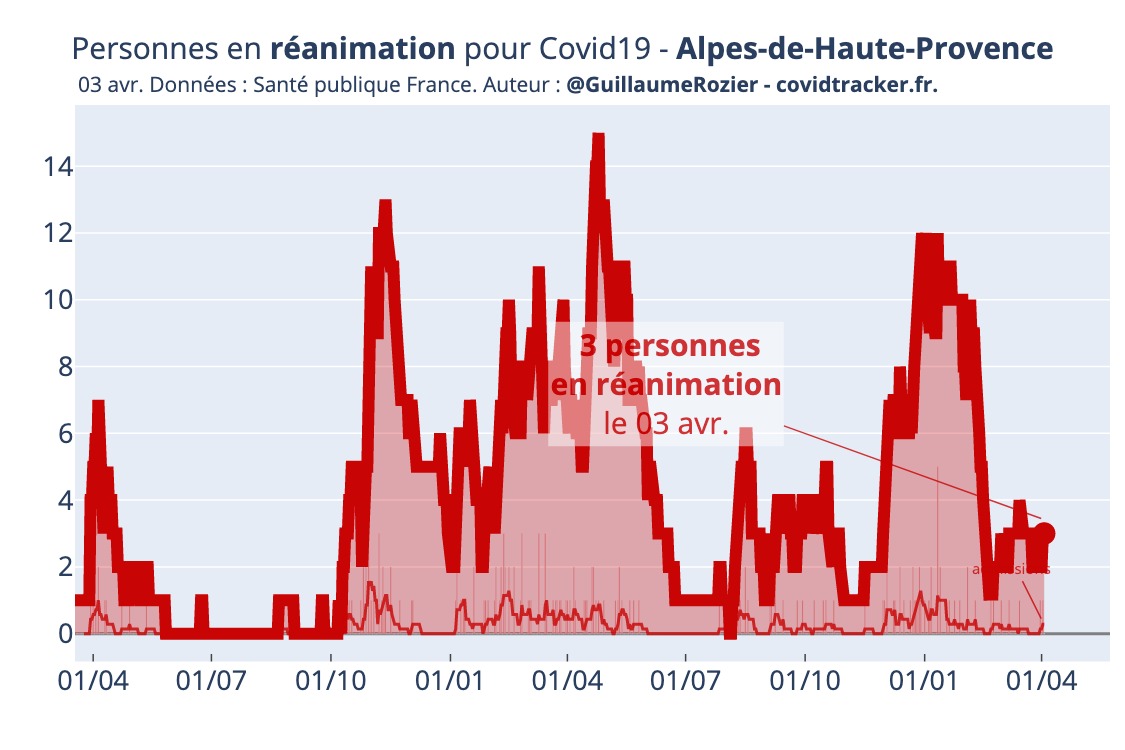 Personnes en réanimation pour Covid19 - Alpes-de-Haute-Provence
03 avr. Données : Santé publique France. Auteur : @GuillaumeRozier - covidtracker.fr.
14
12
10
8
6
4
2
0
3 personnes
en réanimation
le 03 avr.
01/04 01/07 01/10 01/01 01/04 01/07 01/10 01/01 01/04